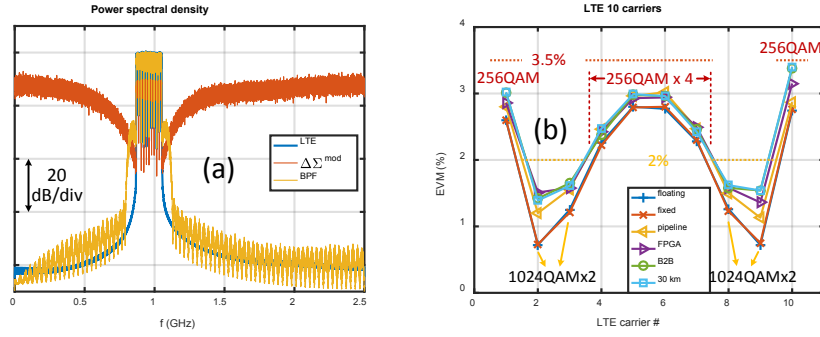 Power spectral density
(a)
20
dB/div
LTE
ΔΣ mod
BPF
0
0.5
1.0
1.5
2.0
2.5
f (GHz)
LTE 10 carriers
4
3
2
1
0
EVM (%)
3.5%
256QAM
256QAM
256QAM x 4
(b)
2%
floating
fixed
pipeline
FPGA
B2B
30 km
1024QAMx2
1024QAMx2
0
2
4
6
8
10
LTE carrier #